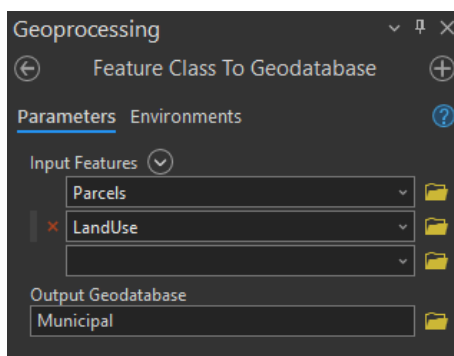 Geoprocessing
Feature Class To Geodatabase
Parameters Environments
?
Input Features
Parcels
LandUse
Output Geodatabase
Municipal